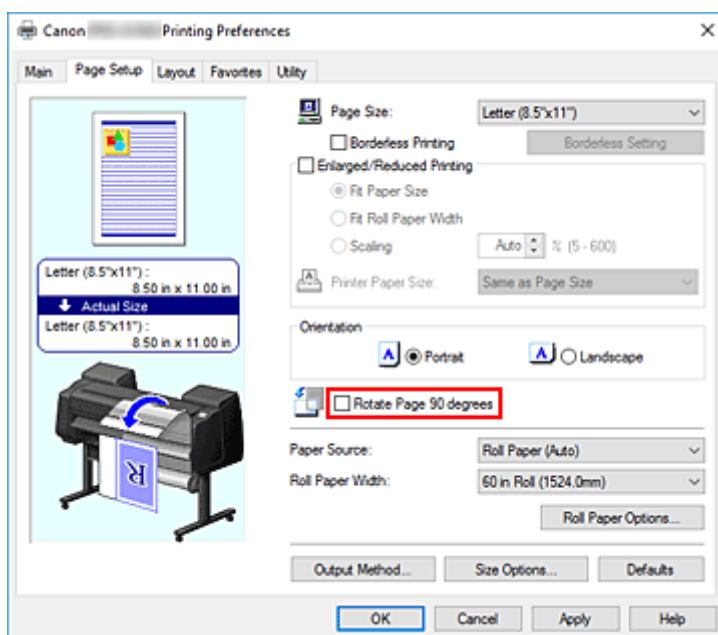 Canon Printing Preferences
Main Page Setup Layout Favorites Utility
Page Size: Letter (8.5"x11")
Borderless Printing Borderless Setting
Enlarged/Reduced Printing
Fit Paper Size
Fit Roll Paper Width
Scaling Auto % (5 - 600)
Printer Paper Size: Same as Page Size
Letter (8.5"x11") :
8.50 in x 11.00 in
Actual Size
Letter (8.5"x11") :
8.50 in x 11.00 in
Orientation
A Portrait A Landscape
Rotate Page 90 degrees
R
Paper Source: Roll Paper (Auto)
Roll Paper Width: 60 in Roll (1524.0mm)
Roll Paper Options...
Output Method... Size Options... Defaults
OK Cancel Apply Help